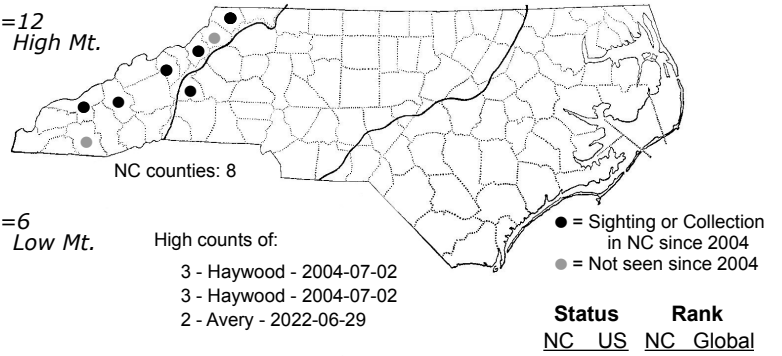 =12
High Mt.
NC counties: 8
=6
Low Mt.
High counts of:
3 - Haywood - 2004-07-02
3 - Haywood - 2004-07-02
2 - Avery - 2022-06-29
● = Sighting or Collection
in NC since 2004
● = Not seen since 2004
Status Rank
NC US NC Global